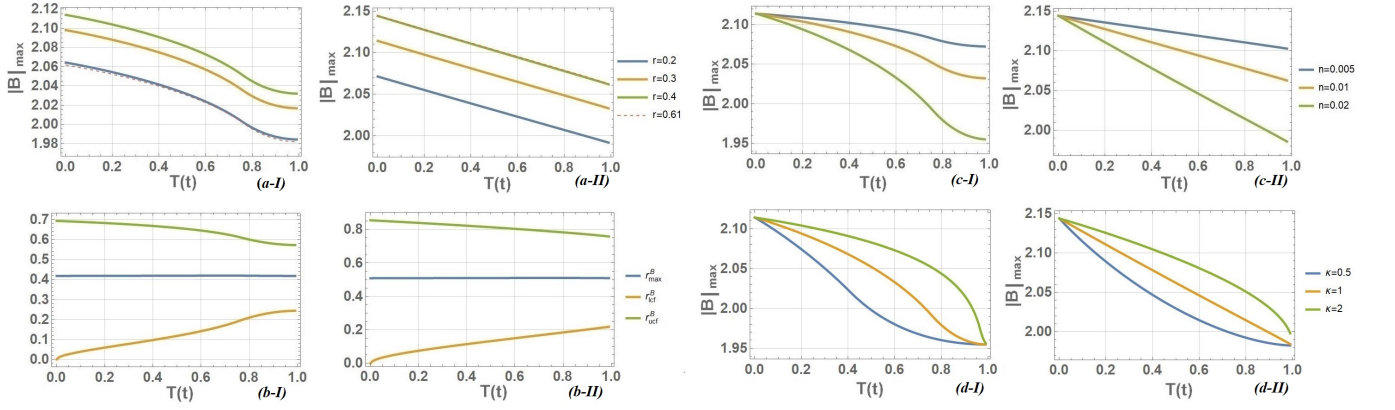 2.12
2.10
2.08
2.06
2.04
2.02
2.00
1.98
|B|max
0.0 0.2 0.4 0.6 0.8 1.0
T(t)
(a-I)
2.15
2.10
2.05
2.00
|B|max
0.0 0.2 0.4 0.6 0.8 1.0
T(t)
(a-II)
r=0.2
r=0.3
r=0.4
r=0.61
2.10
2.05
2.00
1.95
|B|max
0.0 0.2 0.4 0.6 0.8 1.0
T(t)
(c-I)
2.15
2.10
2.05
2.00
|B|max
0.0 0.2 0.4 0.6 0.8 1.0
T(t)
(c-II)
n=0.005
n=0.01
n=0.02
0.7
0.6
0.5
0.4
0.3
0.2
0.1
0.0
0.0 0.2 0.4 0.6 0.8 1.0
T(t)
(b-I)
0.8
0.6
0.4
0.2
0.0
0.0 0.2 0.4 0.6 0.8 1.0
T(t)
(b-II)
r^B_max
r^B_lcf
r^B_ucf
2.10
2.05
2.00
1.95
|B|max
0.0 0.2 0.4 0.6 0.8 1.0
T(t)
(d-I)
2.15
2.10
2.05
2.00
|B|max
0.0 0.2 0.4 0.6 0.8 1.0
T(t)
(d-II)
κ=0.5
κ=1
κ=2